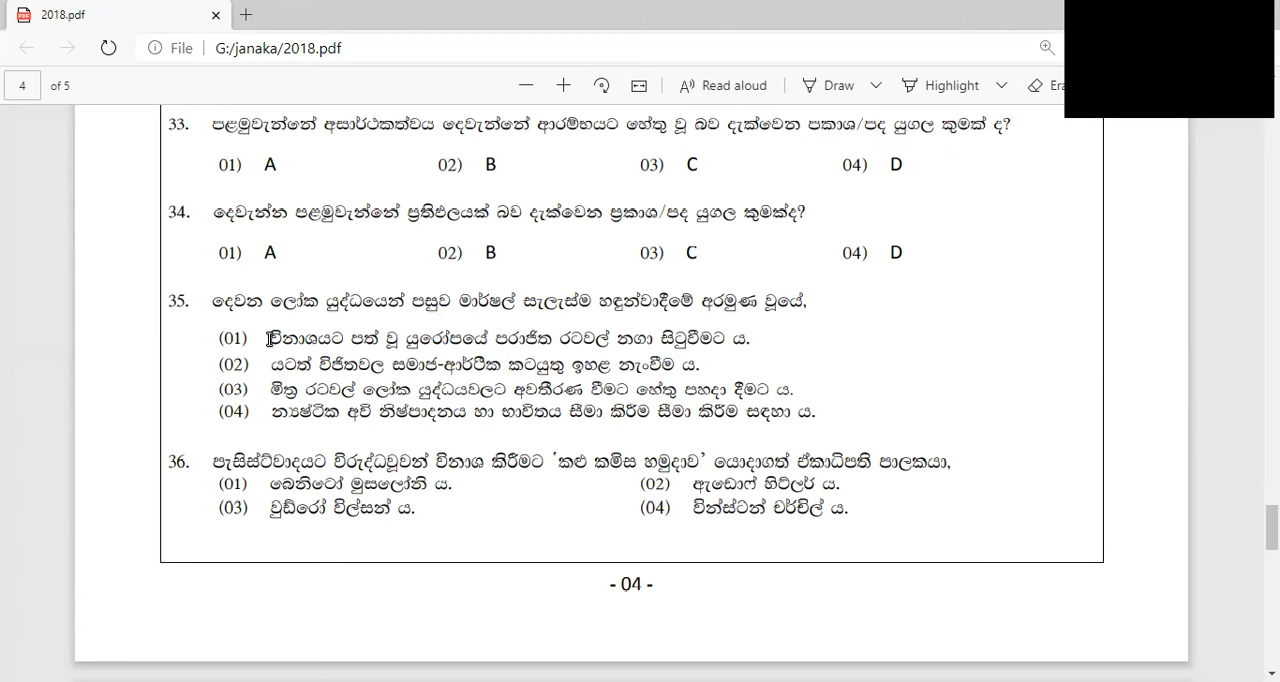 2018.pdf
File G:/janaka/2018.pdf
4 of 5 Read aloud Draw Highlight Era
33. පළමුවැන්නේ අසාර්ථකත්වය දෙවැන්නේ ආරම්භයට හේතු වූ බව දැක්වෙන පකාශ/පද යුගල කුමක් ද?
01) A 02) B 03) C 04) D
34. දෙවැන්න පළමුවැන්නේ ප්‍රතිඵලයක් බව දැක්වෙන ප්‍රකාශ/පද යුගල කුමක්ද?
01) A 02) B 03) C 04) D
35. දෙවන ලෝක යුද්ධයෙන් පසුව මාර්ෂල් සැලැස්ම හඳුන්වාදීමේ අරමුණ වූයේ,
(01) විනාශයට පත් වූ යුරෝපයේ පරාජිත රටවල් නගා සිටුවීමට ය.
(02) යටත් විජිතවල සමාජ-ආර්ථික කටයුතු ඉහළ නැංවීම ය.
(03) මිත්‍ර රටවල් ලෝක යුද්ධයවලට අවතීරණ වීමට හේතු පහදා දීමට ය.
(04) න්‍යෂ්ටික අවි නිෂ්පාදනය හා භාවිතය සීමා කිරීම සීමා කිරීම සඳහා ය.
36. පැසිස්ට්වාදයට විරුද්ධවූවන් විනාශ කිරීමට ‘කළු කමිස හමුදාව’ යොදාගත් ඒකාධිපති පාලකයා,
(01) බෙනිටෝ මුසලෝනි ය. (02) ඇඩොෆ් හිට්ලර් ය.
(03) වුඩ්රෝ විල්සන් ය. (04) වින්ස්ටන් චර්චිල් ය.
- 04 -